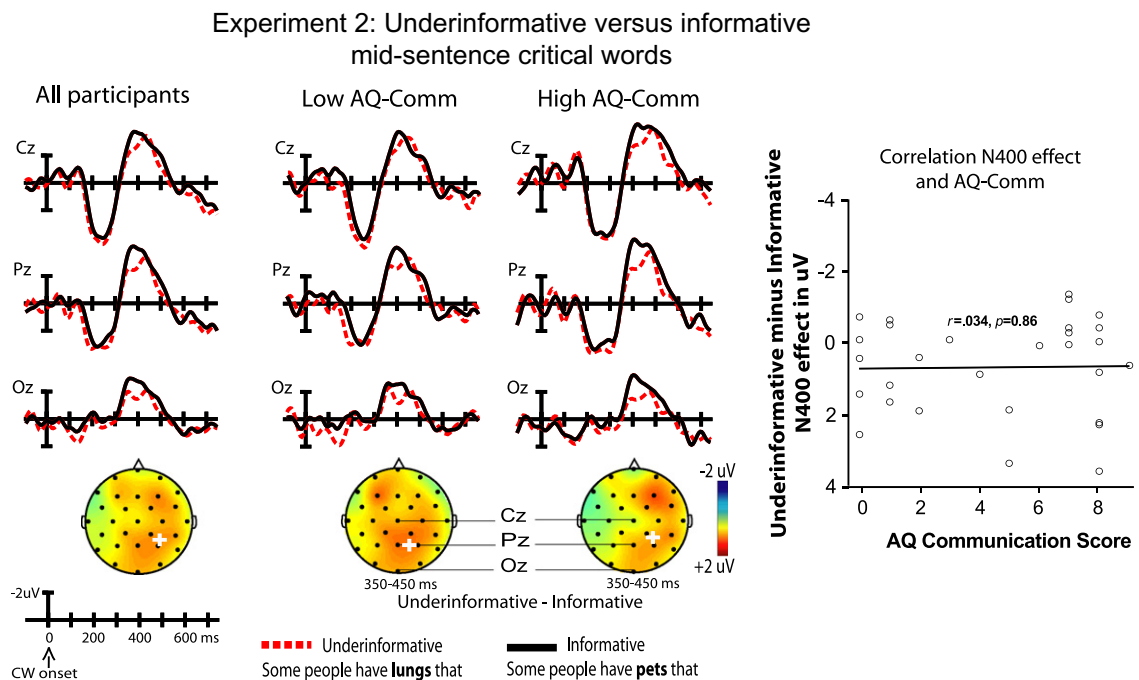 Experiment 2: Underinformative versus informative
mid-sentence critical words
All participants
Low AQ-Comm
High AQ-Comm
Cz
Cz
Cz
Pz
Pz
Pz
Oz
Oz
Oz
-2 uV
+2 uV
Cz
Pz
Oz
350-450 ms
350-450 ms
Underinformative - Informative
-2uV
0 200 400 600 ms
CW onset
Underinformative
Some people have lungs that
Informative
Some people have pets that
Correlation N400 effect
and AQ-Comm
Underinformative minus Informative
N400 effect in uV
-4
-2
0
2
4
r=.034, p=0.86
0 2 4 6 8
AQ Communication Score